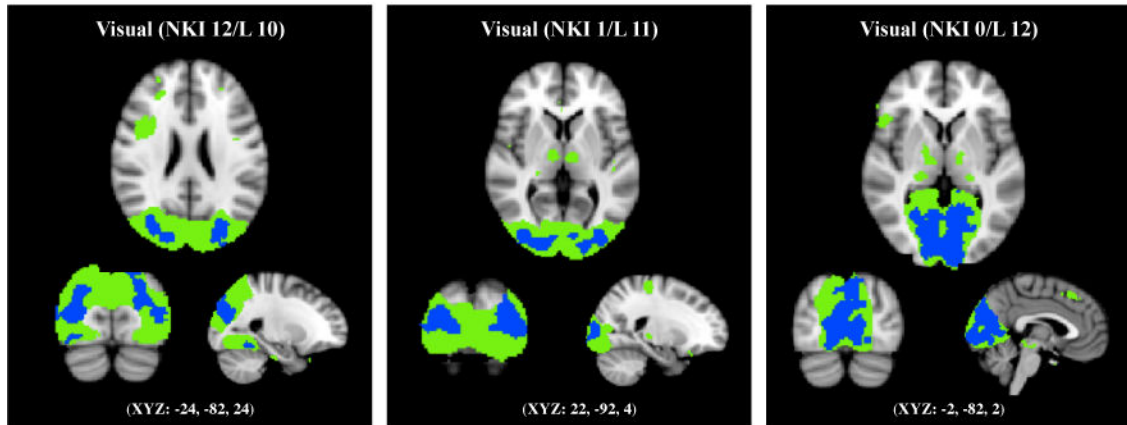 Visual (NKI 12/L 10)
Visual (NKI 1/L 11)
Visual (NKI 0/L 12)
(XYZ: -24, -82, 24)
(XYZ: 22, -92, 4)
(XYZ: -2, -82, 2)